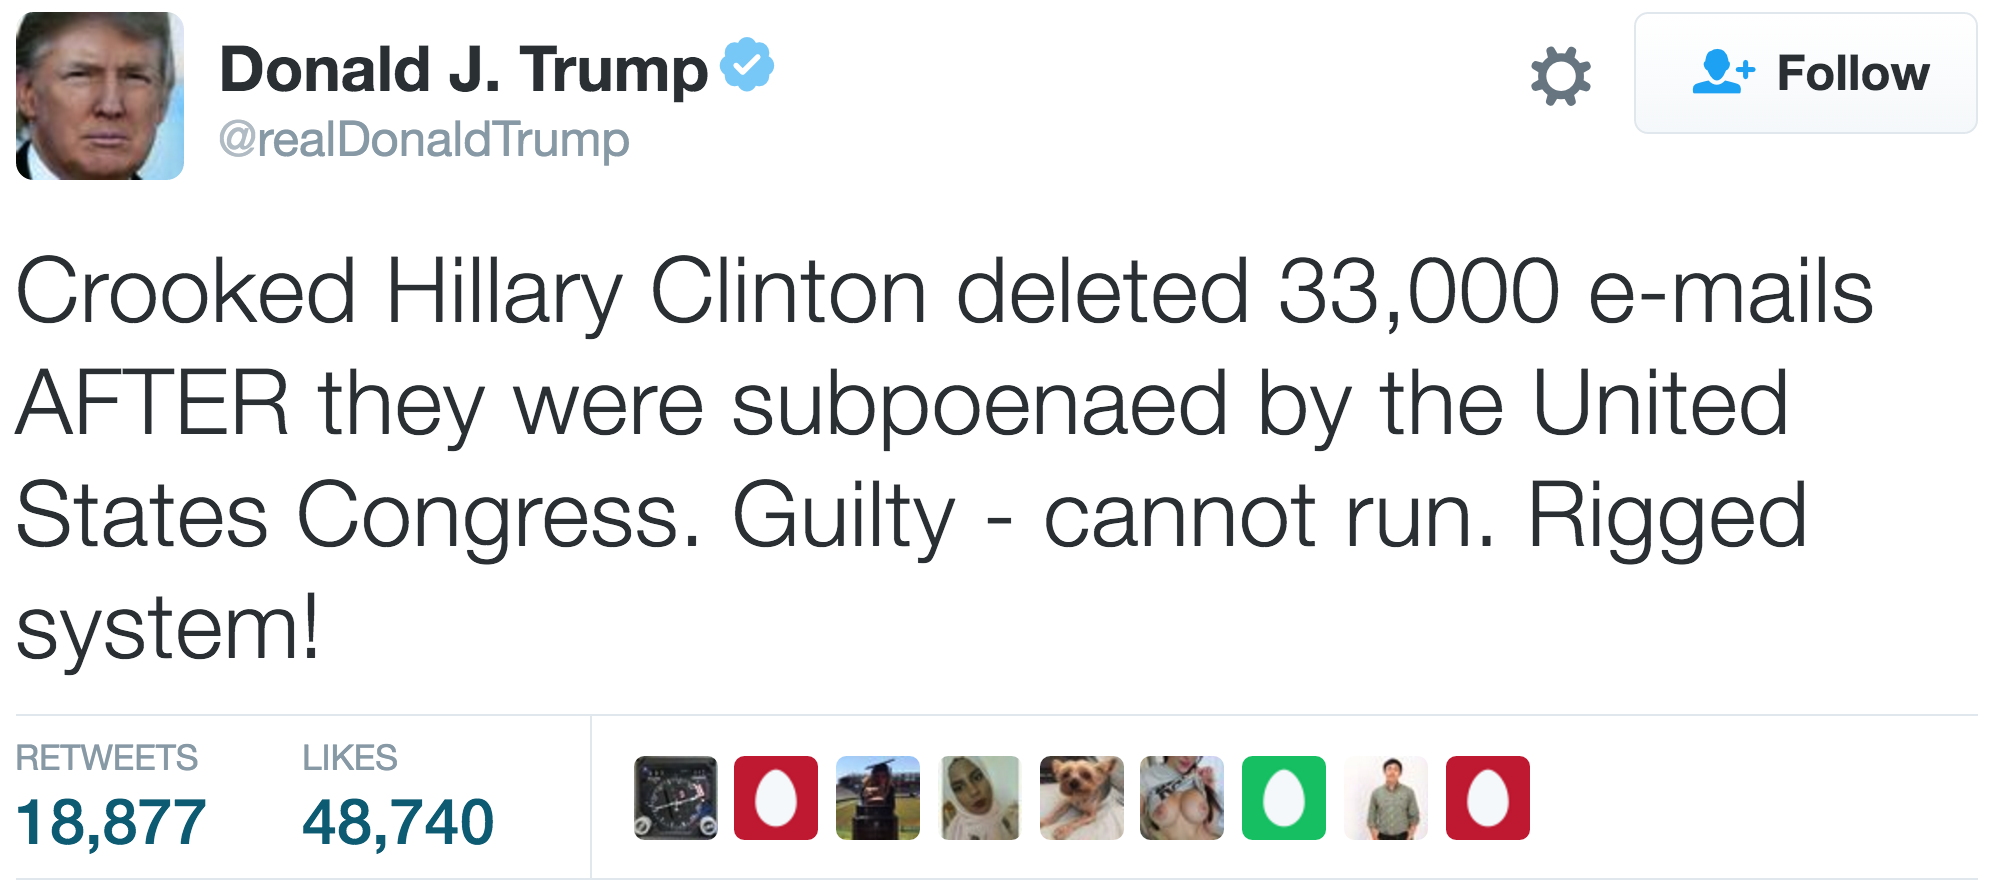 Donald J. Trump
@realDonaldTrump
Follow
Crooked Hillary Clinton deleted 33,000 e-mails
AFTER they were subpoenaed by the United
States Congress. Guilty - cannot run. Rigged
system!
RETWEETS LIKES
18,877 48,740